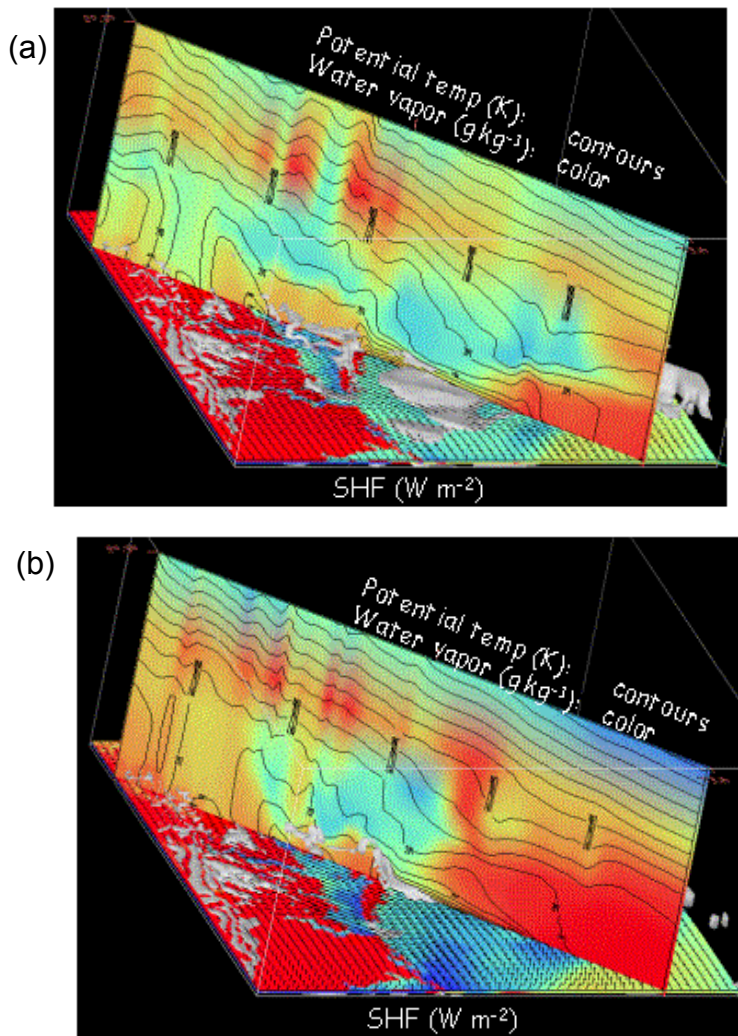 (a)
Potential temp (K): contours
Water vapor (g kg-1): color
SHF (W m-2)
(b)
Potential temp (K): contours
Water vapor (g kg-1): color
SHF (W m-2)